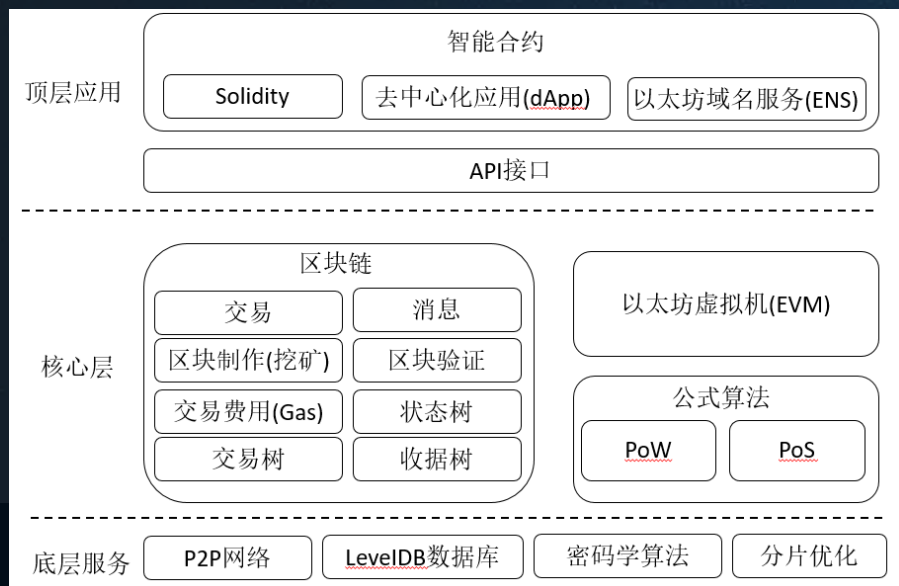 智能合约
顶层应用
Solidity
去中心化应用(dApp)
以太坊域名服务(ENS)
API接口
区块链
交易
消息
以太坊虚拟机(EVM)
核心层
区块制作(挖矿)
区块验证
公式算法
交易费用(Gas)
状态树
PoW
PoS
交易树
收据树
底层服务
P2P网络
LevelDB数据库
密码学算法
分片优化